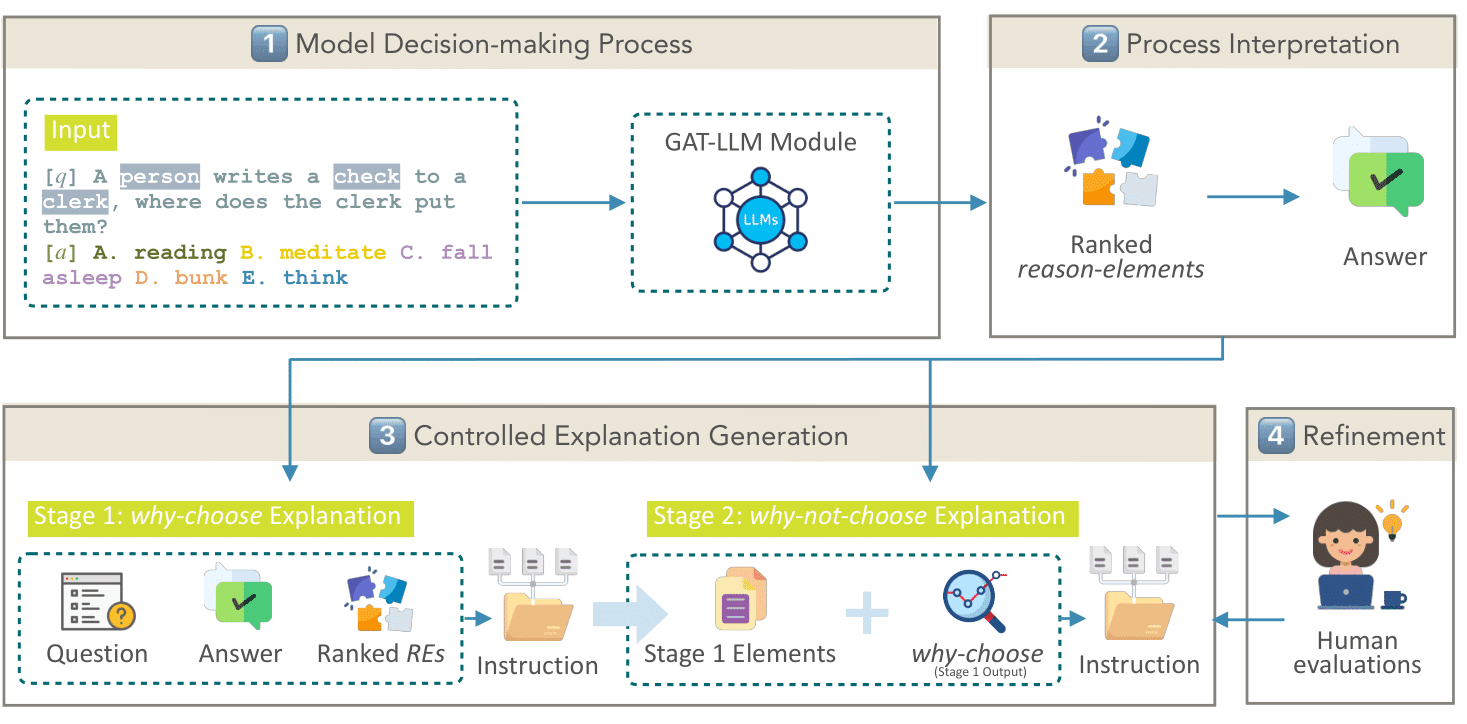 1 Model Decision-making Process
Input
[q] A person writes a check to a
clerk, where does the clerk put
them?
[a] A. reading B. meditate C. fall
asleep D. bunk E. think
GAT-LLM Module
LLMs
2 Process Interpretation
Ranked
reason-elements
Answer
3 Controlled Explanation Generation
Stage 1: why-choose Explanation
Question
Answer
Ranked REs
Instruction
Stage 2: why-not-choose Explanation
Stage 1 Elements
why-choose
(Stage 1 Output)
Instruction
4 Refinement
Human
evaluations